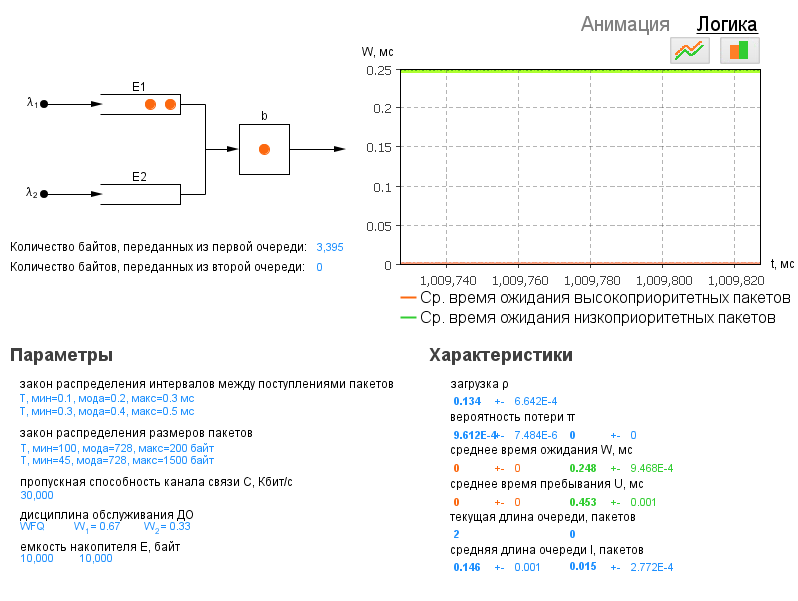 Анимация Логика
W, мс
0.25
0.2
0.15
0.1
0.05
0
1,009,740 1,009,760 1,009,780 1,009,800 1,009,820
t, мс
Ср. время ожидания высокоприоритетных пакетов
Ср. время ожидания низкоприоритетных пакетов
E1
λ1
b
E2
λ2
Количество байтов, переданных из первой очереди: 3,395
Количество байтов, переданных из второй очереди: 0
Параметры
закон распределения интервалов между поступлениями пакетов
T, мин=0.1, мода=0.2, макс=0.3 мс
T, мин=0.3, мода=0.4, макс=0.5 мс
закон распределения размеров пакетов
T, мин=100, мода=728, макс=200 байт
T, мин=45, мода=728, макс=1500 байт
пропускная способность канала связи C, Кбит/с
30,000
дисциплина обслуживания ДО
WFQ W1= 0.67 W2= 0.33
емкость накопителя E, байт
10,000 10,000
Характеристики
загрузка ρ
0.134 +- 6.642E-4
вероятность потери π
9.612E-4 +- 7.484E-6 0 +- 0
среднее время ожидания W, мс
0 +- 0 0.248 +- 9.468E-4
среднее время пребывания U, мс
0 +- 0 0.453 +- 0.001
текущая длина очереди, пакетов
2 0
средняя длина очереди l, пакетов
0.146 +- 0.001 0.015 +- 2.772E-4